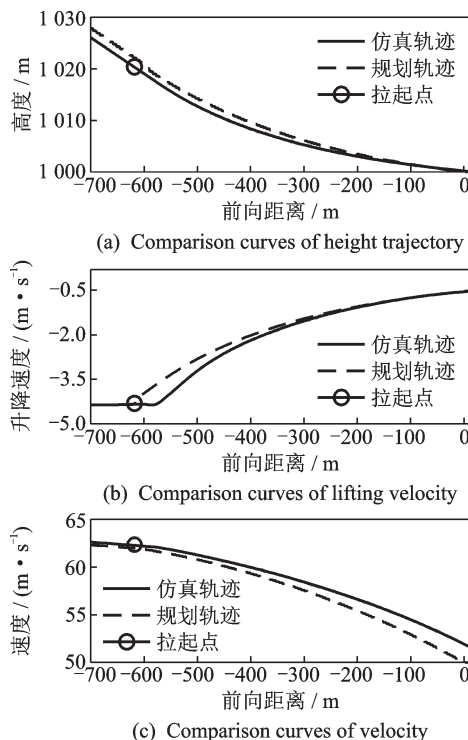 1 030
1 020
1 010
1 000
高度 / m
仿真轨迹
规划轨迹
拉起点
−700 −600 −500 −400 −300 −200 −100 0
前向距离 / m
(a) Comparison curves of height trajectory
−0.5
−2.0
−3.5
−5.0
升降速度 / (m·s⁻¹)
仿真轨迹
规划轨迹
拉起点
−700 −600 −500 −400 −300 −200 −100 0
前向距离 / m
(b) Comparison curves of lifting velocity
65
60
55
50
速度 / (m·s⁻¹)
仿真轨迹
规划轨迹
拉起点
−700 −600 −500 −400 −300 −200 −100 0
前向距离 / m
(c) Comparison curves of velocity